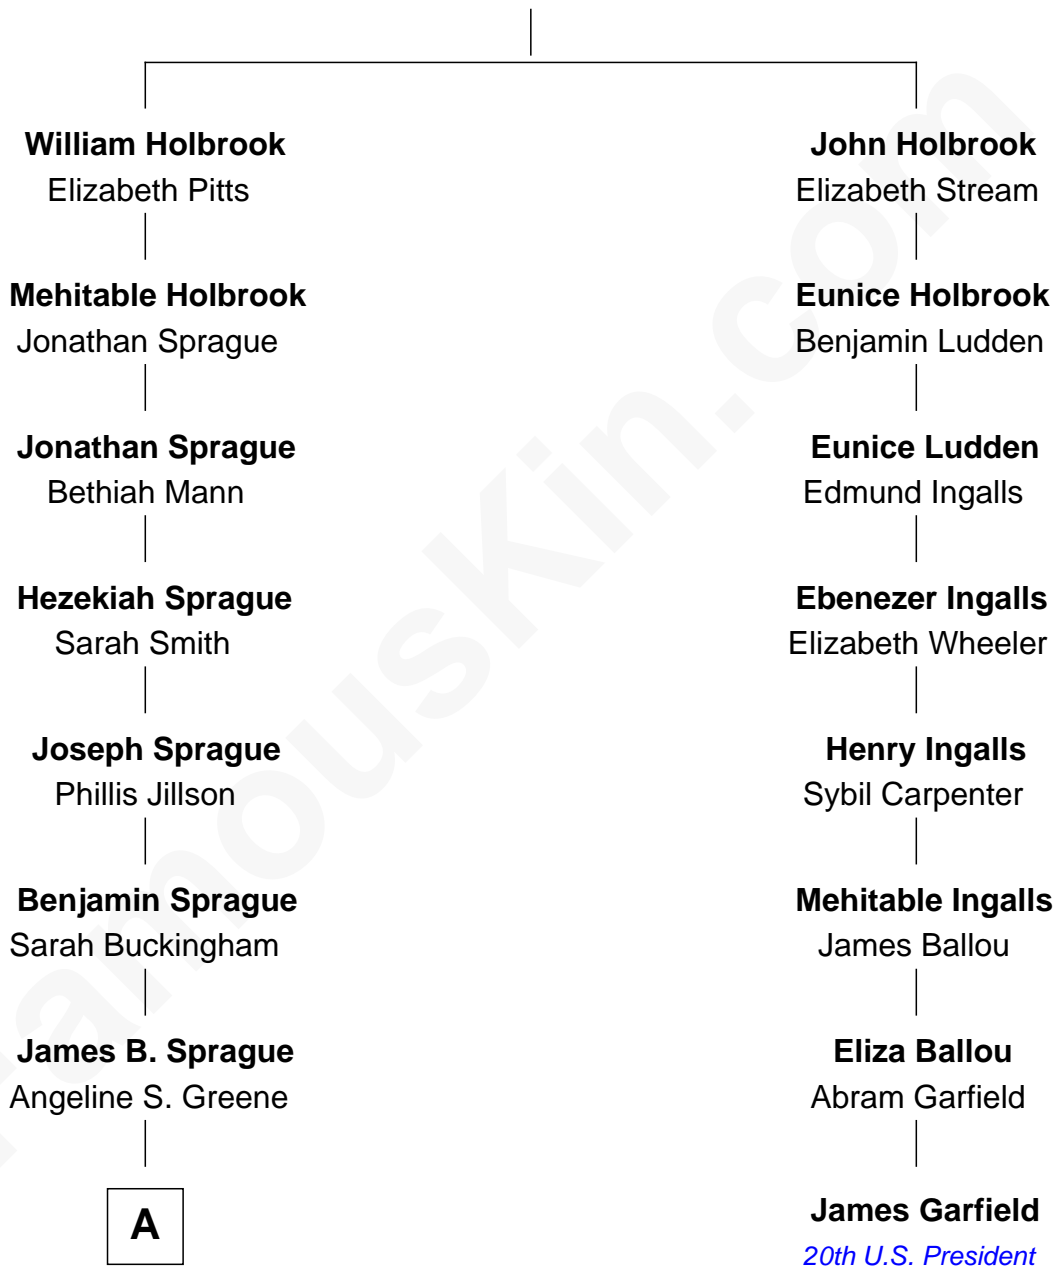 William Holbrook
Elizabeth Pitts
Mehitable Holbrook
Jonathan Sprague
Jonathan Sprague
Bethiah Mann
Hezekiah Sprague
Sarah Smith
Joseph Sprague
Phillis Jillson
Benjamin Sprague
Sarah Buckingham
James B. Sprague
Angeline S. Greene
A
John Holbrook
Elizabeth Stream
Eunice Holbrook
Benjamin Ludden
Eunice Ludden
Edmund Ingalls
Ebenezer Ingalls
Elizabeth Wheeler
Henry Ingalls
Sybil Carpenter
Mehitable Ingalls
James Ballou
Eliza Ballou
Abram Garfield
James Garfield
20th U.S. President
FamousKin.com